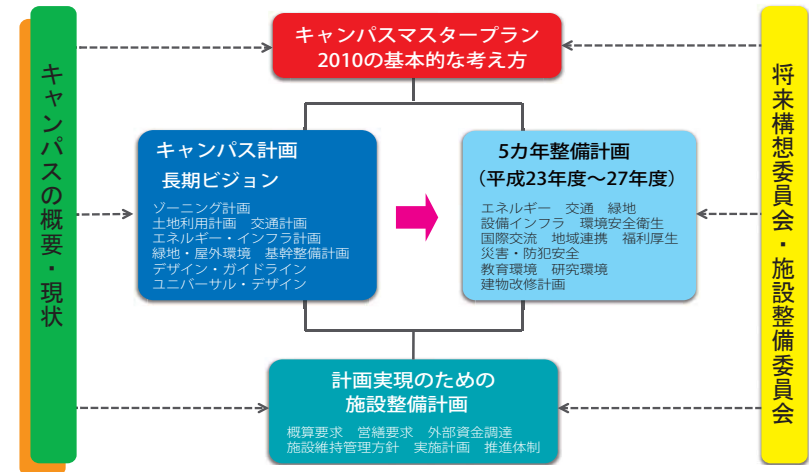 キャンパスの概要・現状
キャンパスマスタープラン
2010の基本的な考え方
キャンパス計画
長期ビジョン
ゾーニング計画
土地利用計画　交通計画
エネルギー・インフラ計画
緑地・屋外環境　基幹整備計画
デザイン・ガイドライン
ユニバーサル・デザイン
5カ年整備計画
（平成23年度〜27年度）
エネルギー　交通　緑地
設備インフラ　環境安全衛生
国際交流　地域連携　福利厚生
災害・防犯安全
教育環境　研究環境
建物改修計画
計画実現のための
施設整備計画
概算要求　営繕要求　外部資金調達
施設維持管理方針　実施計画　推進体制
将来構想委員会・施設整備委員会